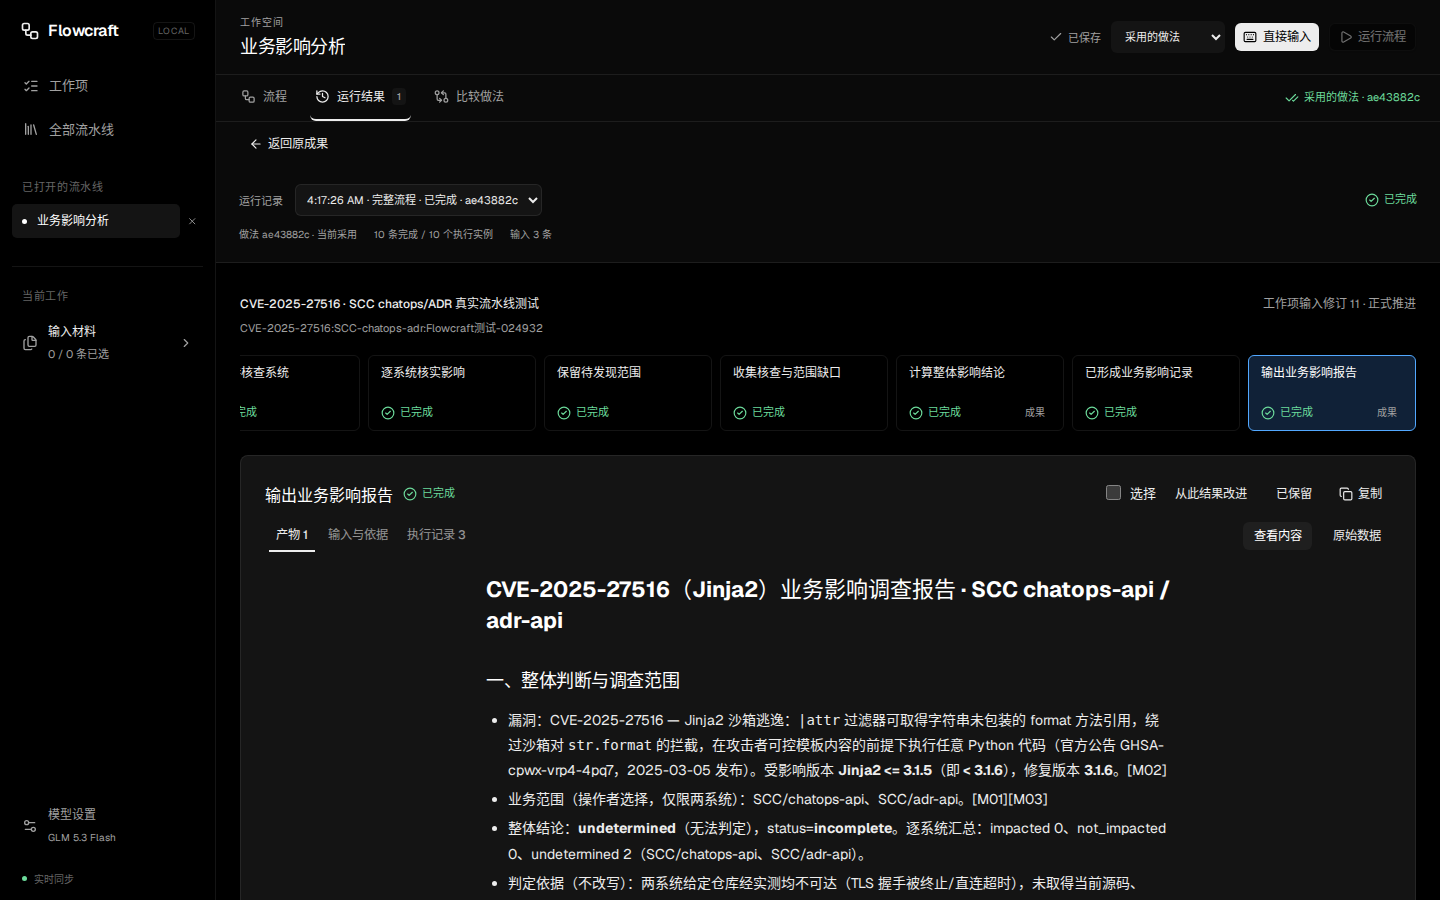 Flowcraft
LOCAL
工作项
全部流水线
已打开的流水线
业务影响分析
当前工作
输入材料
0 / 0 条已选
模型设置
GLM 5.3 Flash
实时同步
工作空间
业务影响分析
已保存
采用的做法
直接输入
运行流程
流程
运行结果 1
比较做法
采用的做法 · ae43882c
返回原成果
运行记录
4:17:26 AM · 完整流程 · 已完成 · ae43882c
已完成
做法 ae43882c · 当前采用 10 条完成 / 10 个执行实例 输入 3 条
CVE-2025-27516 · SCC chatops/ADR 真实流水线测试
工作项输入修订 11 · 正式推进
CVE-2025-27516:SCC-chatops-adr:Flowcraft测试-024932
核查系统
完成
逐系统核实影响
已完成
保留待发现范围
已完成
收集核查与范围缺口
已完成
计算整体影响结论
已完成 成果
已形成业务影响记录
已完成
输出业务影响报告
已完成 成果
输出业务影响报告 已完成
选择 从此结果改进 已保留 复制
产物 1 输入与依据 执行记录 3
查看内容 原始数据
CVE-2025-27516（Jinja2）业务影响调查报告 · SCC chatops-api /
adr-api
一、整体判断与调查范围
漏洞：CVE-2025-27516 — Jinja2 沙箱逃逸：|attr 过滤器可取得字符串未包装的 format 方法引用，绕
过沙箱对 str.format 的拦截，在攻击者可控模板内容的前提下执行任意 Python 代码（官方公告 GHSA-
cpwx-vrp4-4pq7，2025-03-05 发布）。受影响版本 Jinja2 <= 3.1.5（即 < 3.1.6），修复版本 3.1.6。[M02]
业务范围（操作者选择，仅限两系统）：SCC/chatops-api、SCC/adr-api。[M01][M03]
整体结论：undetermined（无法判定），status=incomplete。逐系统汇总：impacted 0、not_impacted
0、undetermined 2（SCC/chatops-api、SCC/adr-api）。
判定依据（不改写）：两系统给定仓库经实测均不可达（TLS 握手被终止/直连超时），未取得当前源码、